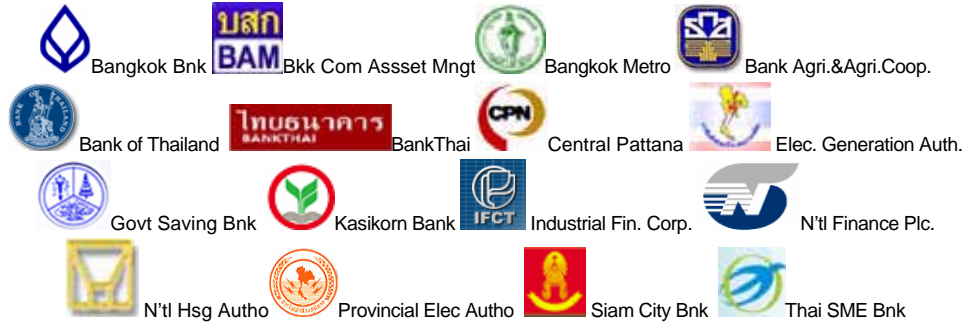 บสก
BAM
Bangkok Bnk Bkk Com Assset Mngt Bangkok Metro Bank Agri.&Agri.Coop.
BANK OF THAILAND
ไทยธนาคาร
BANKTHAI
CPN
Bank of Thailand BankThai Central Pattana Elec. Generation Auth.
IFCT
Govt Saving Bnk Kasikorn Bank Industrial Fin. Corp. N'tl Finance Plc.
N'tl Hsg Autho Provincial Elec Autho Siam City Bnk Thai SME Bnk